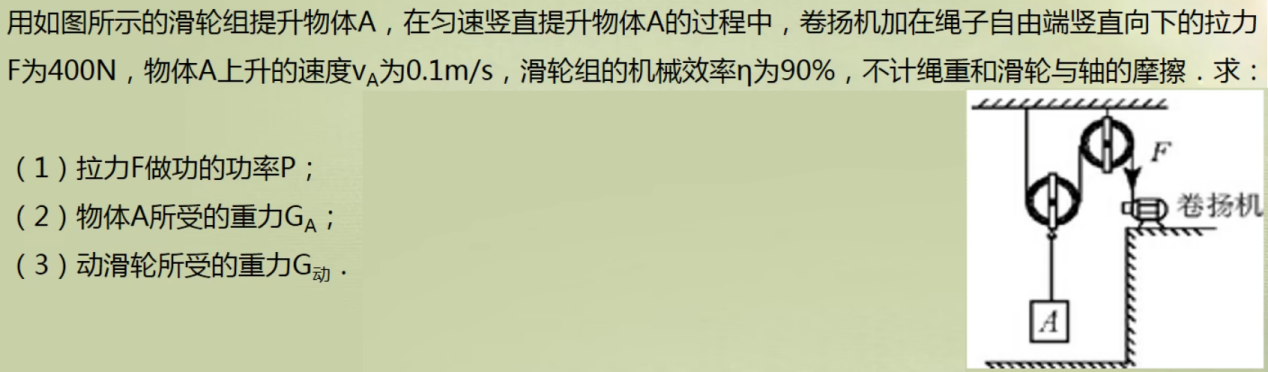 用如图所示的滑轮组提升物体A，在匀速竖直提升物体A的过程中，卷扬机加在绳子自由端竖直向下的拉力
F为400N，物体A上升的速度vA为0.1m/s，滑轮组的机械效率η为90%，不计绳重和滑轮与轴的摩擦．求：
（1）拉力F做功的功率P；
（2）物体A所受的重力GA；
（3）动滑轮所受的重力G动．
F
卷扬机
A